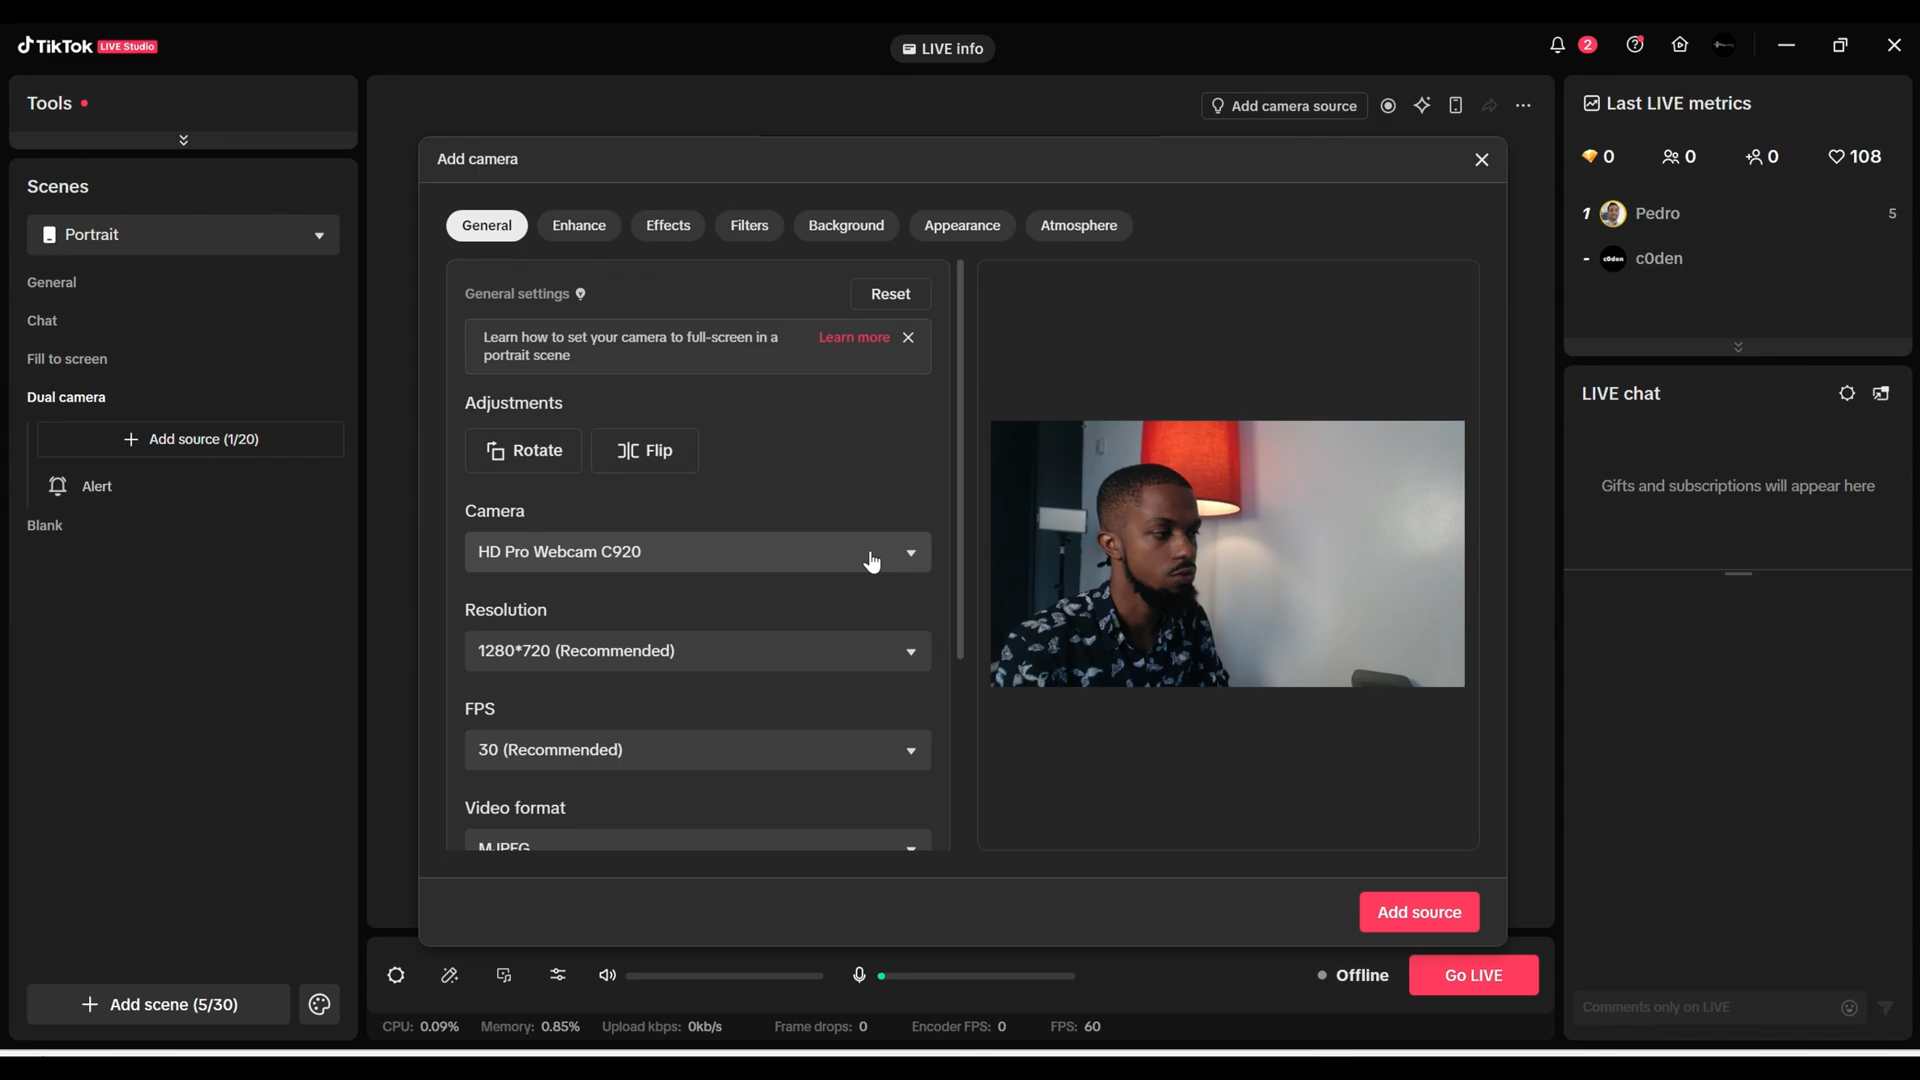 TikTok LIVE Studio
LIVE info
2
Tools
Scenes
Portrait
General
Chat
Fill to screen
Dual camera
Add source (1/20)
Alert
Blank
Add scene (5/30)
Add camera source
Add camera
General
Enhance
Effects
Filters
Background
Appearance
Atmosphere
General settings
Reset
Learn how to set your camera to full-screen in a
portrait scene
Learn more
Adjustments
Rotate
Flip
Camera
HD Pro Webcam C920
Resolution
1280*720 (Recommended)
FPS
30 (Recommended)
Video format
MJPEG
Add source
Offline
Go LIVE
CPU: 0.09% Memory: 0.85% Upload kbps: 0kb/s Frame drops: 0 Encoder FPS: 0 FPS: 60
Last LIVE metrics
0 0 0 108
1 Pedro 5
- c0den c0den
LIVE chat
Gifts and subscriptions will appear here
Comments only on LIVE